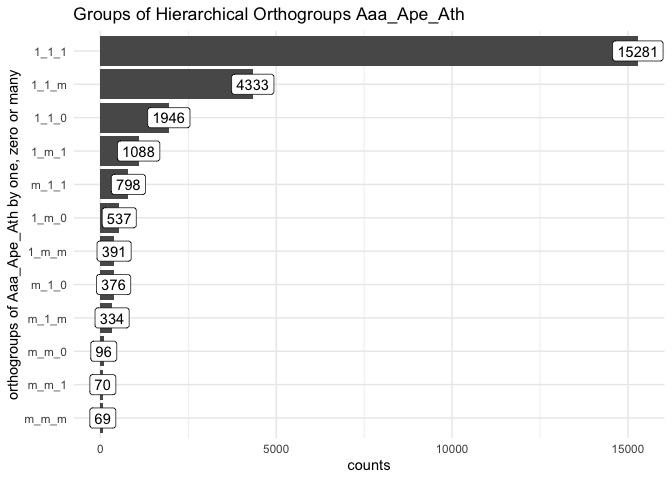 Groups of Hierarchical Orthogroups Aaa_Ape_Ath
orthogroups of Aaa_Ape_Ath by one, zero or many
1_1_1 15281
1_1_m 4333
1_1_0 1946
1_m_1 1088
m_1_1 798
1_m_0 537
1_m_m 391
m_1_0 376
m_1_m 334
m_m_0 96
m_m_1 70
m_m_m 69
0 5000 10000 15000
counts